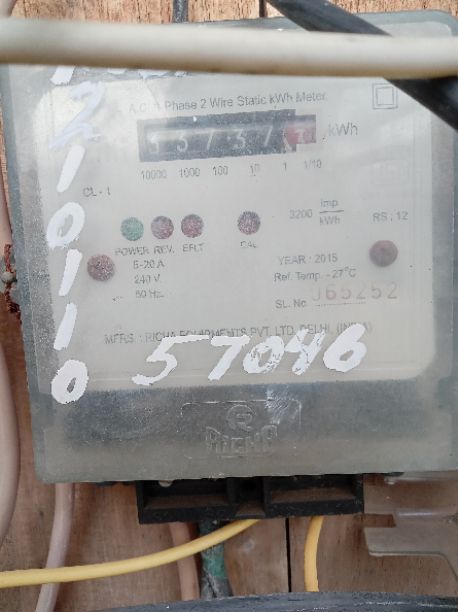 A.C. Phase 2 Wire Static kWh Meter.
kWh
10000 1000 100 10 1 1/10
CL - 1
3200 Imp kWh
RS : 12
POWER REV. EFLT CAL
5-20 A
240 V.
50 Hz.
YEAR : 2015
Ref. Temp. - 27°C
SL. No. 065252
MFRS. : RICHA EQUIPMENTS PVT. LTD. DELHI, (INDIA)
57046
210110
R
RICHA